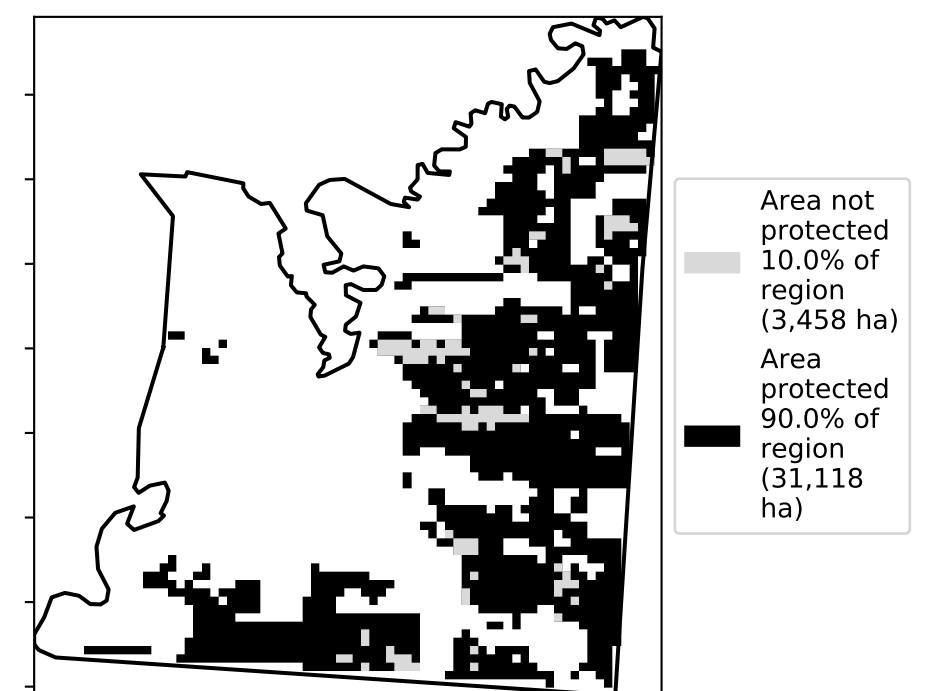 Area not
protected
10.0% of
region
(3,458 ha)
Area
protected
90.0% of
region
(31,118
ha)